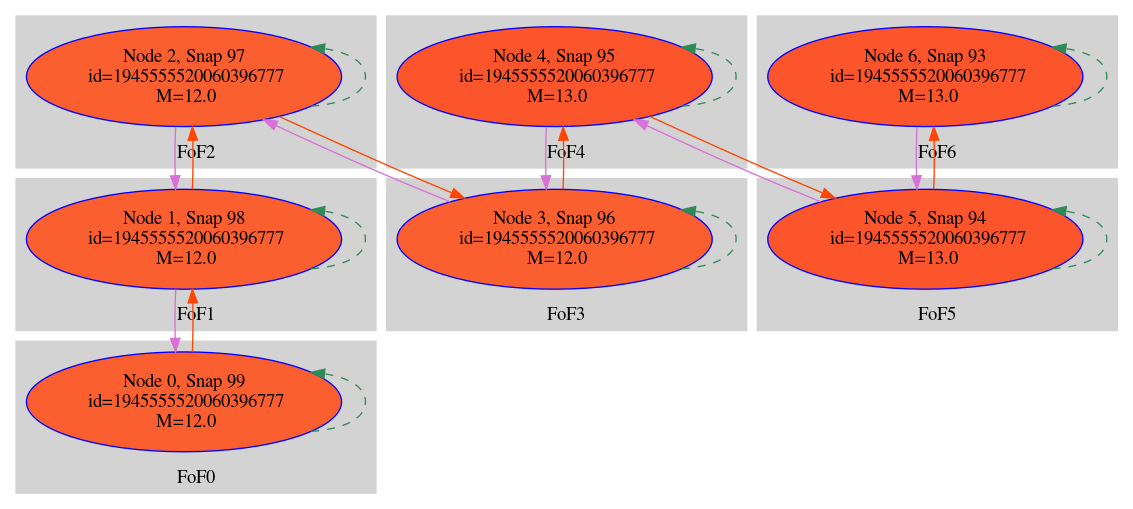 Node 2, Snap 97
id=1945555520060396777
M=12.0
FoF2
Node 4, Snap 95
id=1945555520060396777
M=13.0
FoF4
Node 6, Snap 93
id=1945555520060396777
M=13.0
FoF6
Node 1, Snap 98
id=1945555520060396777
M=12.0
FoF1
Node 3, Snap 96
id=1945555520060396777
M=12.0
FoF3
Node 5, Snap 94
id=1945555520060396777
M=13.0
FoF5
Node 0, Snap 99
id=1945555520060396777
M=12.0
FoF0